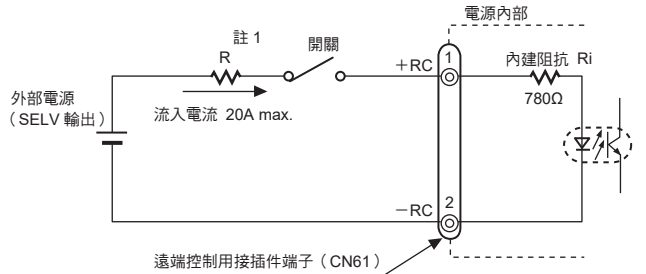 電源內部
註 1
R
開關
+RC
1
內建阻抗 Ri
780Ω
外部電源
（SELV 輸出）
流入電流 20A max.
－RC
2
遠端控制用接插件端子（CN61）